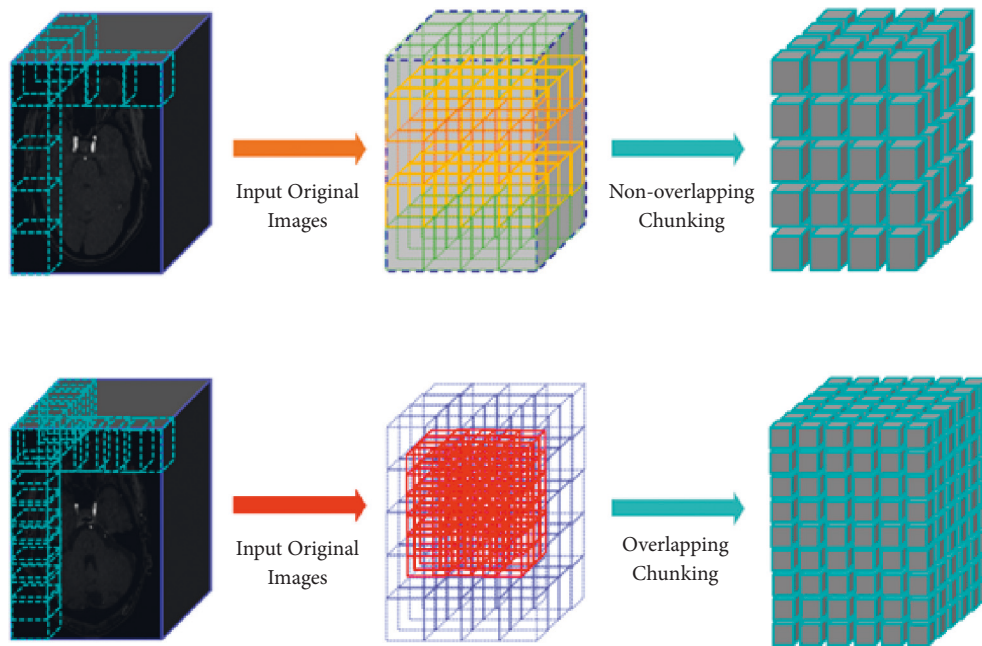 Input Original
Images
Non-overlapping
Chunking
Input Original
Images
Overlapping
Chunking